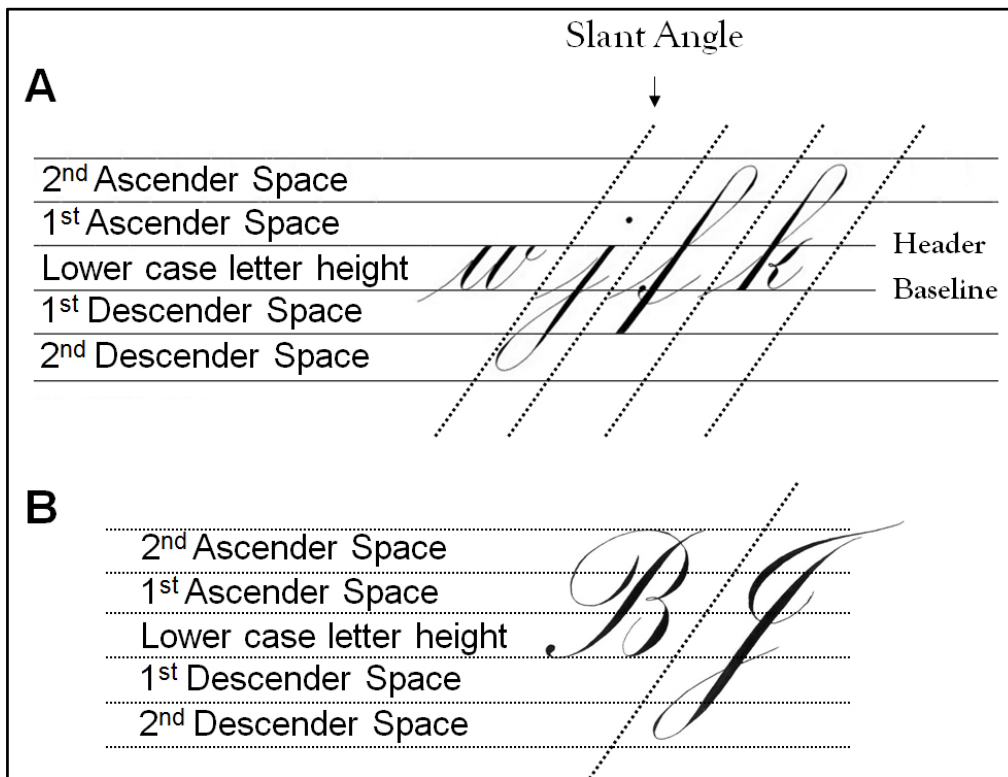 Slant Angle
A
2nd Ascender Space
1st Ascender Space
Header
Lower case letter height
Baseline
w j f k
1st Descender Space
2nd Descender Space
B
2nd Ascender Space
1st Ascender Space
Lower case letter height
B J
1st Descender Space
2nd Descender Space